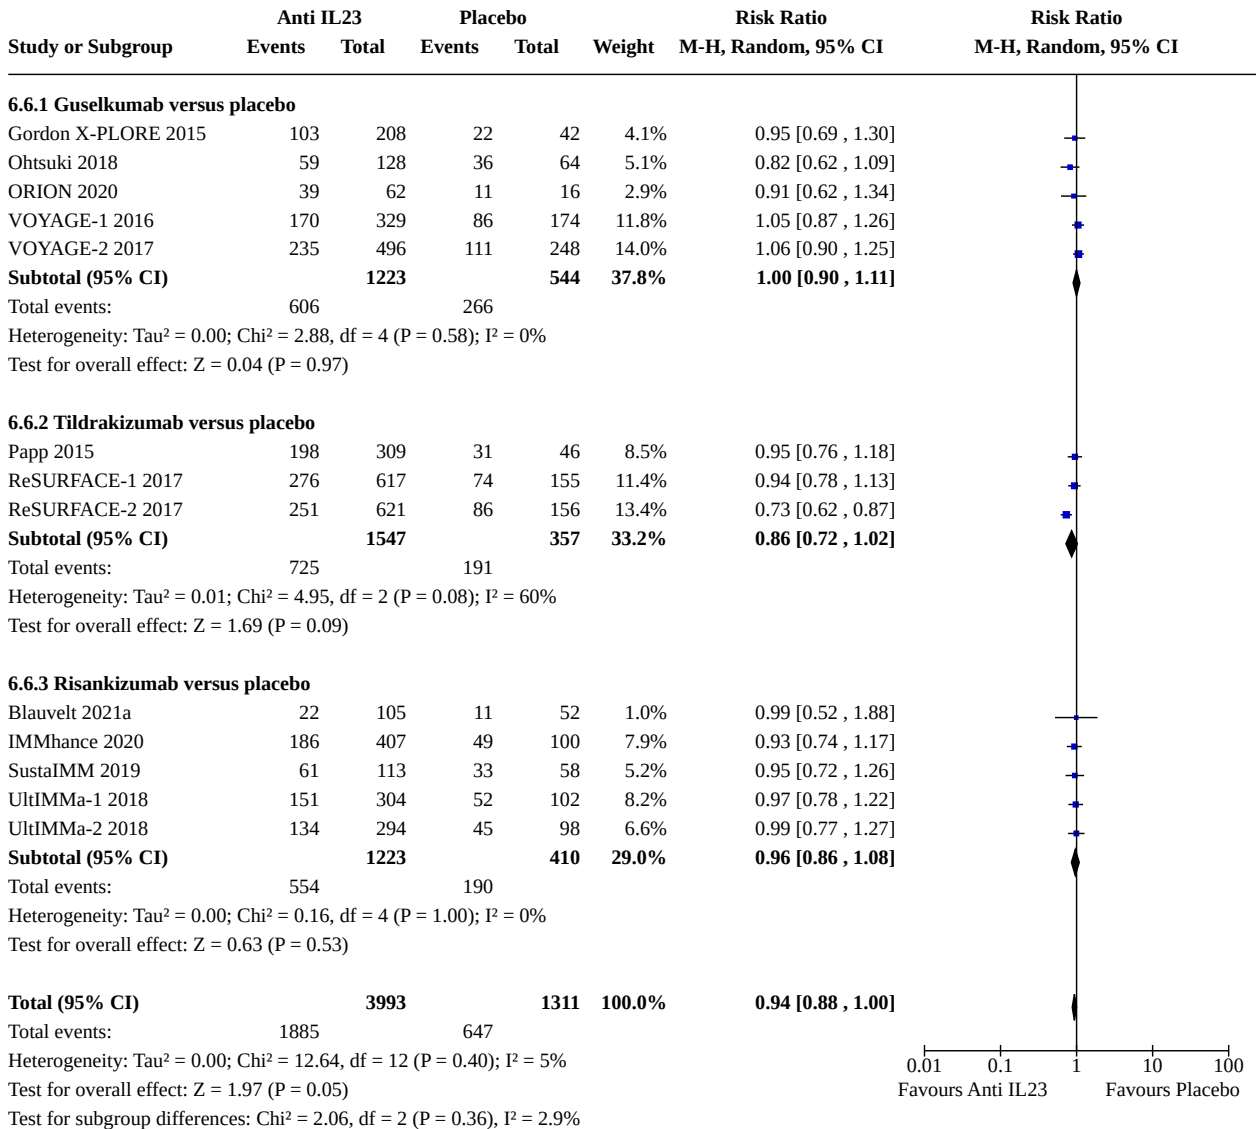 Anti IL23 Placebo Risk Ratio Risk Ratio
Study or Subgroup Events Total Events Total Weight M-H, Random, 95% CI M-H, Random, 95% CI
6.6.1 Guselkumab versus placebo
Gordon X-PLORE 2015 103 208 22 42 4.1% 0.95 [0.69 , 1.30]
Ohtsuki 2018 59 128 36 64 5.1% 0.82 [0.62 , 1.09]
ORION 2020 39 62 11 16 2.9% 0.91 [0.62 , 1.34]
VOYAGE-1 2016 170 329 86 174 11.8% 1.05 [0.87 , 1.26]
VOYAGE-2 2017 235 496 111 248 14.0% 1.06 [0.90 , 1.25]
Subtotal (95% CI) 1223 544 37.8% 1.00 [0.90 , 1.11]
Total events: 606 266
Heterogeneity: Tau² = 0.00; Chi² = 2.88, df = 4 (P = 0.58); I² = 0%
Test for overall effect: Z = 0.04 (P = 0.97)
6.6.2 Tildrakizumab versus placebo
Papp 2015 198 309 31 46 8.5% 0.95 [0.76 , 1.18]
ReSURFACE-1 2017 276 617 74 155 11.4% 0.94 [0.78 , 1.13]
ReSURFACE-2 2017 251 621 86 156 13.4% 0.73 [0.62 , 0.87]
Subtotal (95% CI) 1547 357 33.2% 0.86 [0.72 , 1.02]
Total events: 725 191
Heterogeneity: Tau² = 0.01; Chi² = 4.95, df = 2 (P = 0.08); I² = 60%
Test for overall effect: Z = 1.69 (P = 0.09)
6.6.3 Risankizumab versus placebo
Blauvelt 2021a 22 105 11 52 1.0% 0.99 [0.52 , 1.88]
IMMhance 2020 186 407 49 100 7.9% 0.93 [0.74 , 1.17]
SustaIMM 2019 61 113 33 58 5.2% 0.95 [0.72 , 1.26]
UltIMMa-1 2018 151 304 52 102 8.2% 0.97 [0.78 , 1.22]
UltIMMa-2 2018 134 294 45 98 6.6% 0.99 [0.77 , 1.27]
Subtotal (95% CI) 1223 410 29.0% 0.96 [0.86 , 1.08]
Total events: 554 190
Heterogeneity: Tau² = 0.00; Chi² = 0.16, df = 4 (P = 1.00); I² = 0%
Test for overall effect: Z = 0.63 (P = 0.53)
Total (95% CI) 3993 1311 100.0% 0.94 [0.88 , 1.00]
Total events: 1885 647
Heterogeneity: Tau² = 0.00; Chi² = 12.64, df = 12 (P = 0.40); I² = 5%
0.01 0.1 1 10 100
Test for overall effect: Z = 1.97 (P = 0.05) Favours Anti IL23 Favours Placebo
Test for subgroup differences: Chi² = 2.06, df = 2 (P = 0.36), I² = 2.9%